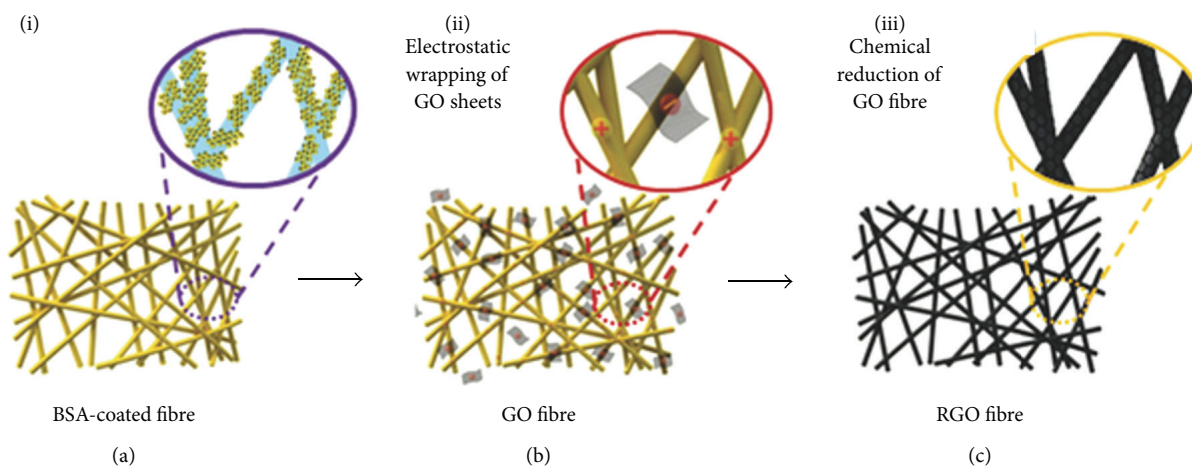 (i)
(ii)
Electrostatic
wrapping of
GO sheets
(iii)
Chemical
reduction of
GO fibre
+
+
BSA-coated fibre
GO fibre
RGO fibre
(a)
(b)
(c)